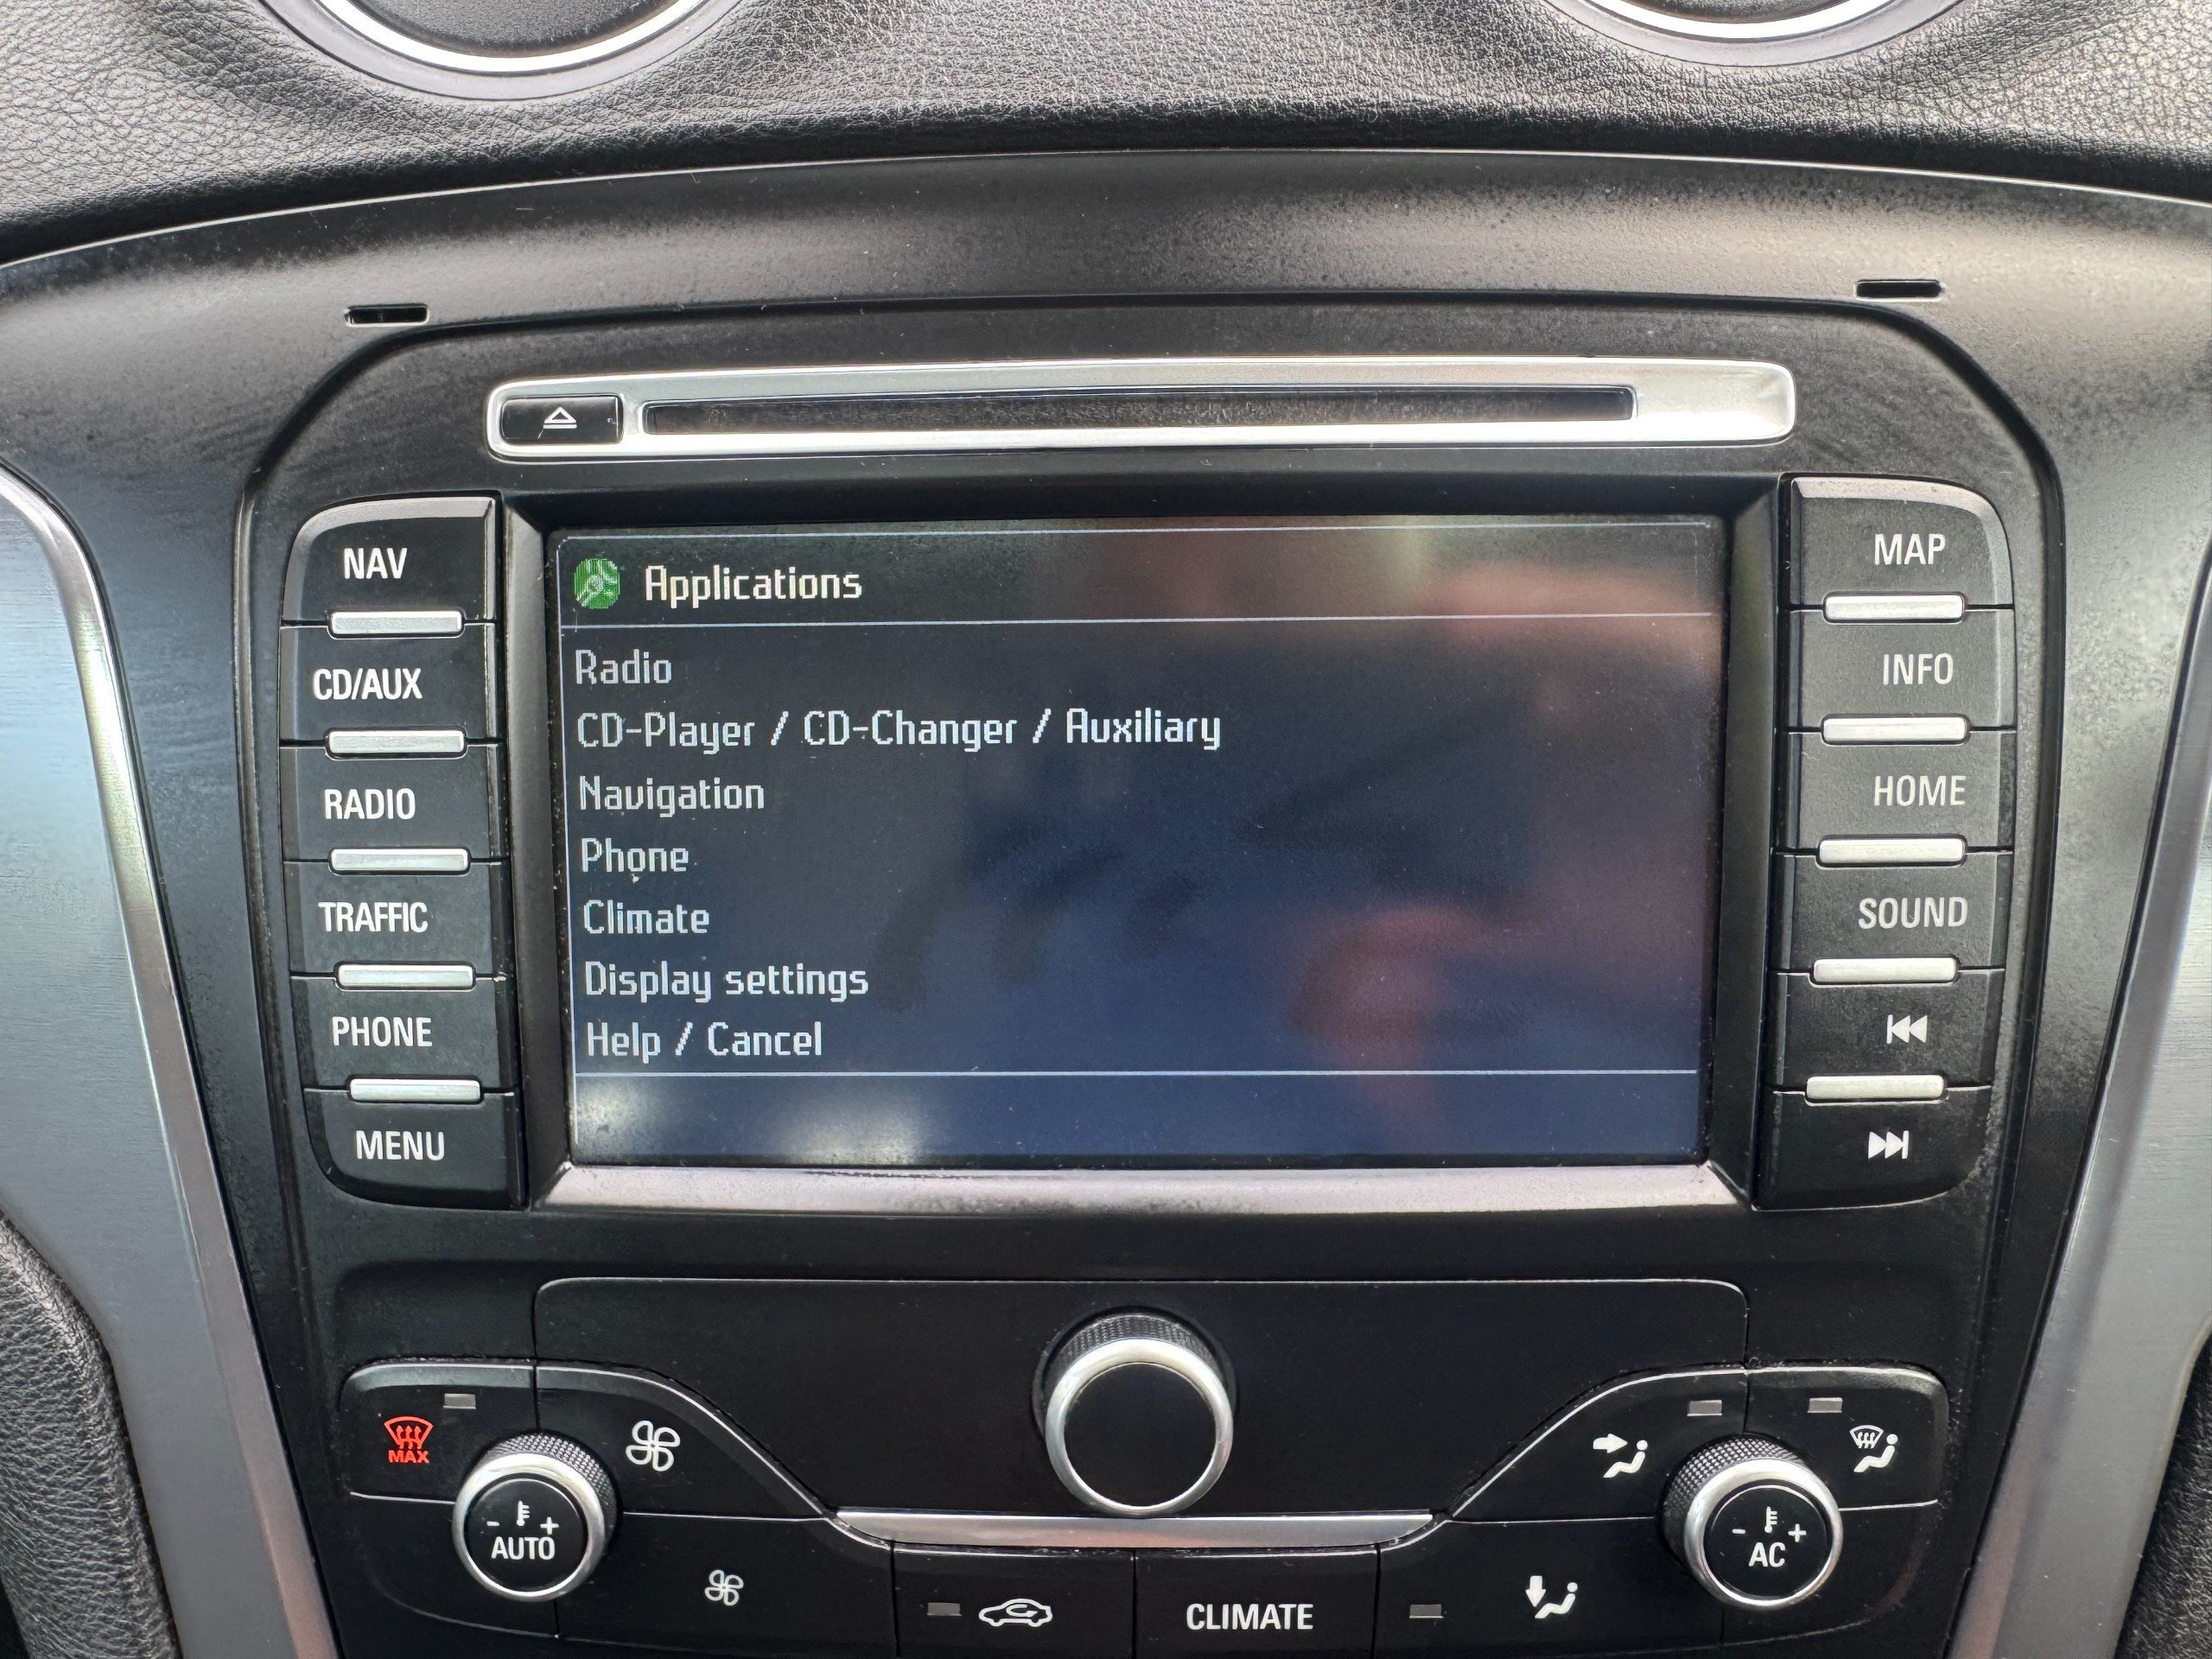 NAV
CD/AUX
RADIO
TRAFFIC
PHONE
MENU
Applications
Radio
CD-Player / CD-Changer / Auxiliary
Navigation
Phone
Climate
Display settings
Help / Cancel
MAP
INFO
HOME
SOUND
MAX
- +
AUTO
CLIMATE
- +
AC